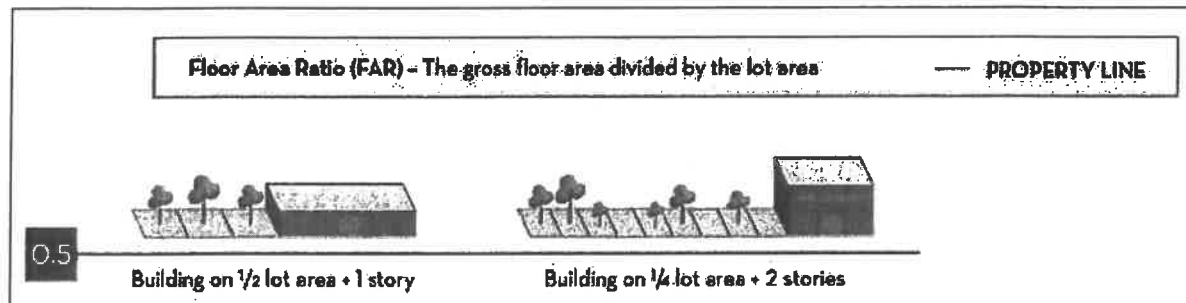 Floor Area Ratio (FAR) – The gross floor area divided by the lot area — PROPERTY LINE
0.5
Building on 1/2 lot area + 1 story
Building on 1/4 lot area + 2 stories